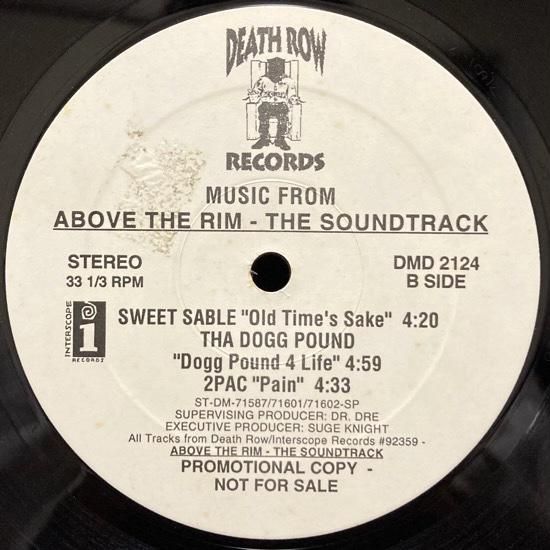 DEATH ROW
RECORDS
MUSIC FROM
ABOVE THE RIM - THE SOUNDTRACK
STEREO
33 1/3 RPM
DMD 2124
B SIDE
INTERSCOPE
RECORDS
SWEET SABLE "Old Time's Sake" 4:20
THA DOGG POUND
"Dogg Pound 4 Life" 4:59
2PAC "Pain" 4:33
ST-DM-71587/71601/71602-SP
SUPERVISING PRODUCER: DR. DRE
EXECUTIVE PRODUCER: SUGE KNIGHT
All Tracks from Death Row/Interscope Records #92359 -
ABOVE THE RIM - THE SOUNDTRACK
PROMOTIONAL COPY -
NOT FOR SALE